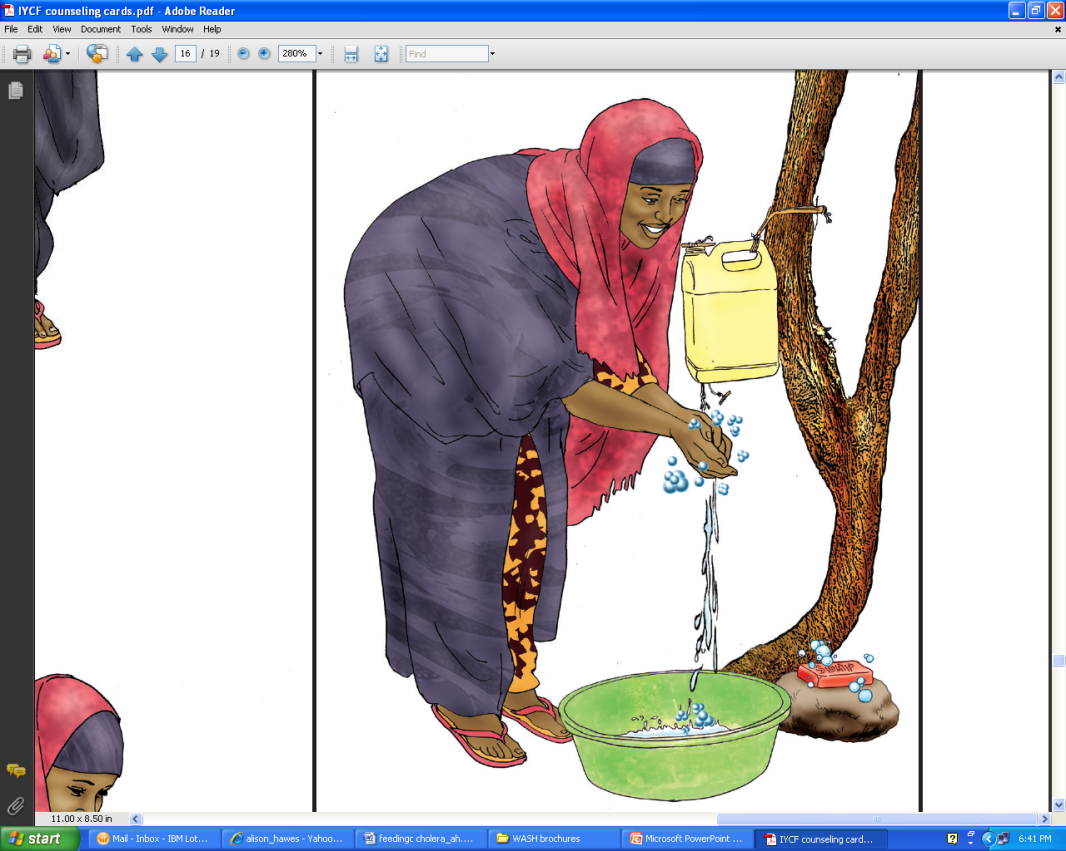 IYCF counseling cards.pdf - Adobe Reader
File Edit View Document Tools Window Help
16 / 19 280% Find
11.00 x 8.50 in
start Mail - Inbox - IBM Lot... alison_hawes - Yahoo... feedingc cholera_ah.... WASH brochures Microsoft PowerPoint ... IYCF counseling card... 6:41 PM